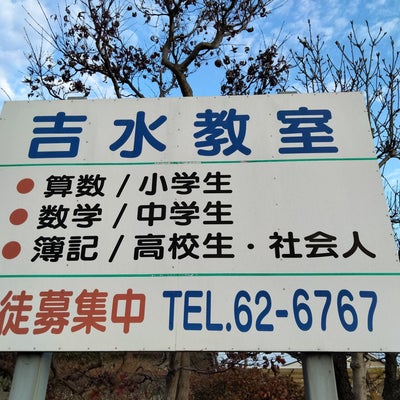 吉水教室
● 算数 / 小学生
● 数学 / 中学生
● 簿記 / 高校生・社会人
徒募集中 TEL.62-6767